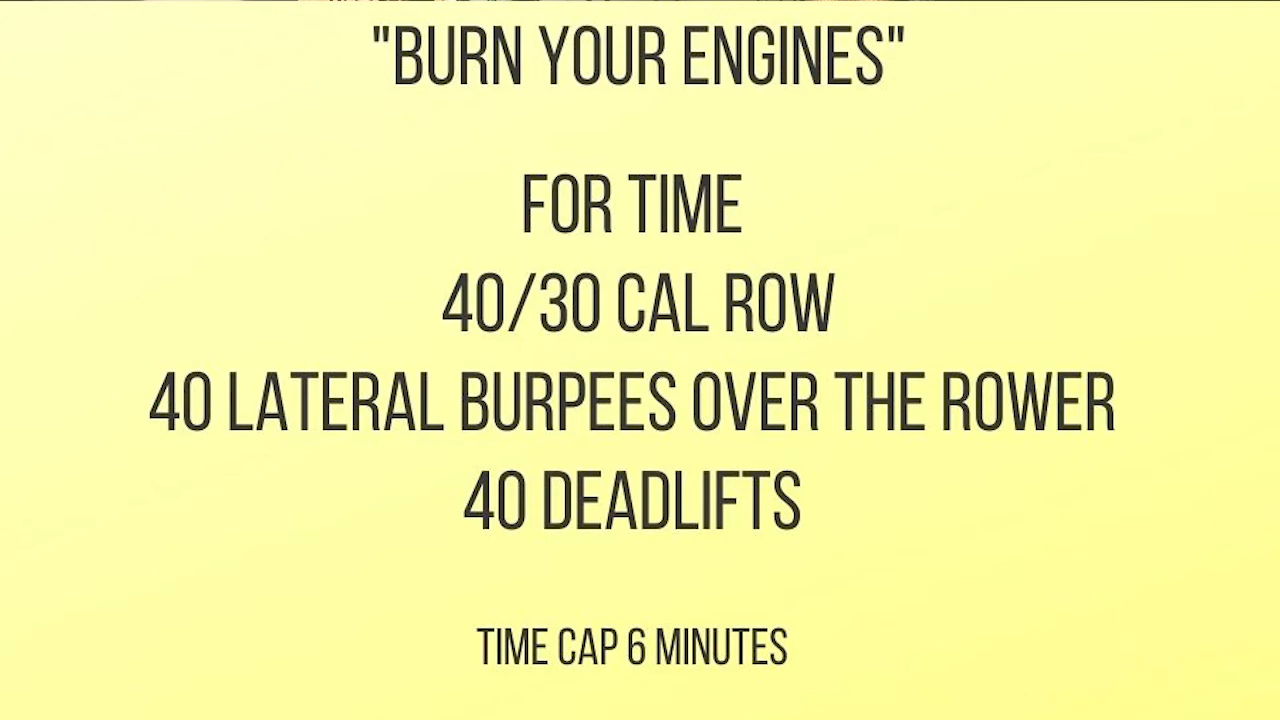 "BURN YOUR ENGINES"
FOR TIME
40/30 CAL ROW
40 LATERAL BURPEES OVER THE ROWER
40 DEADLIFTS
TIME CAP 6 MINUTES